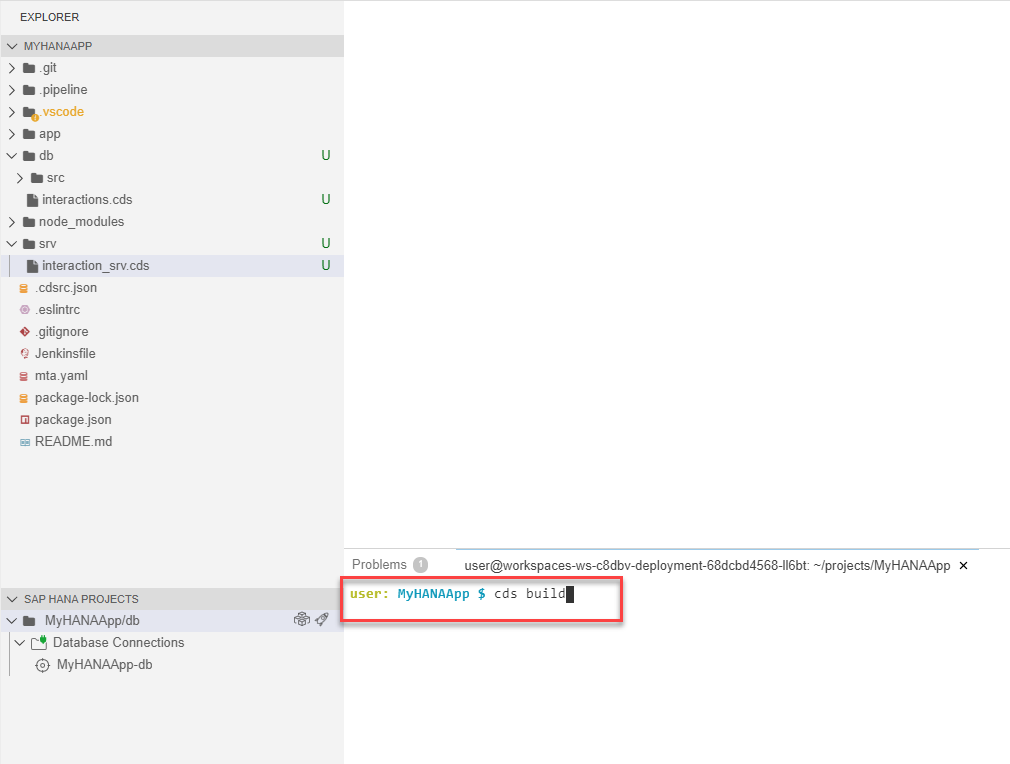 EXPLORER
MYHANAAPP
.git
.pipeline
.vscode
app
db U
src
interactions.cds U
node_modules
srv U
interaction_srv.cds U
.cdsrc.json
.eslintrc
.gitignore
Jenkinsfile
mta.yaml
package-lock.json
package.json
README.md
SAP HANA PROJECTS
MyHANAApp/db
Database Connections
MyHANAApp-db
Problems 1 user@workspaces-ws-c8dbv-deployment-68dcbd4568-ll6bt: ~/projects/MyHANAApp ×
user: MyHANAApp $ cds build